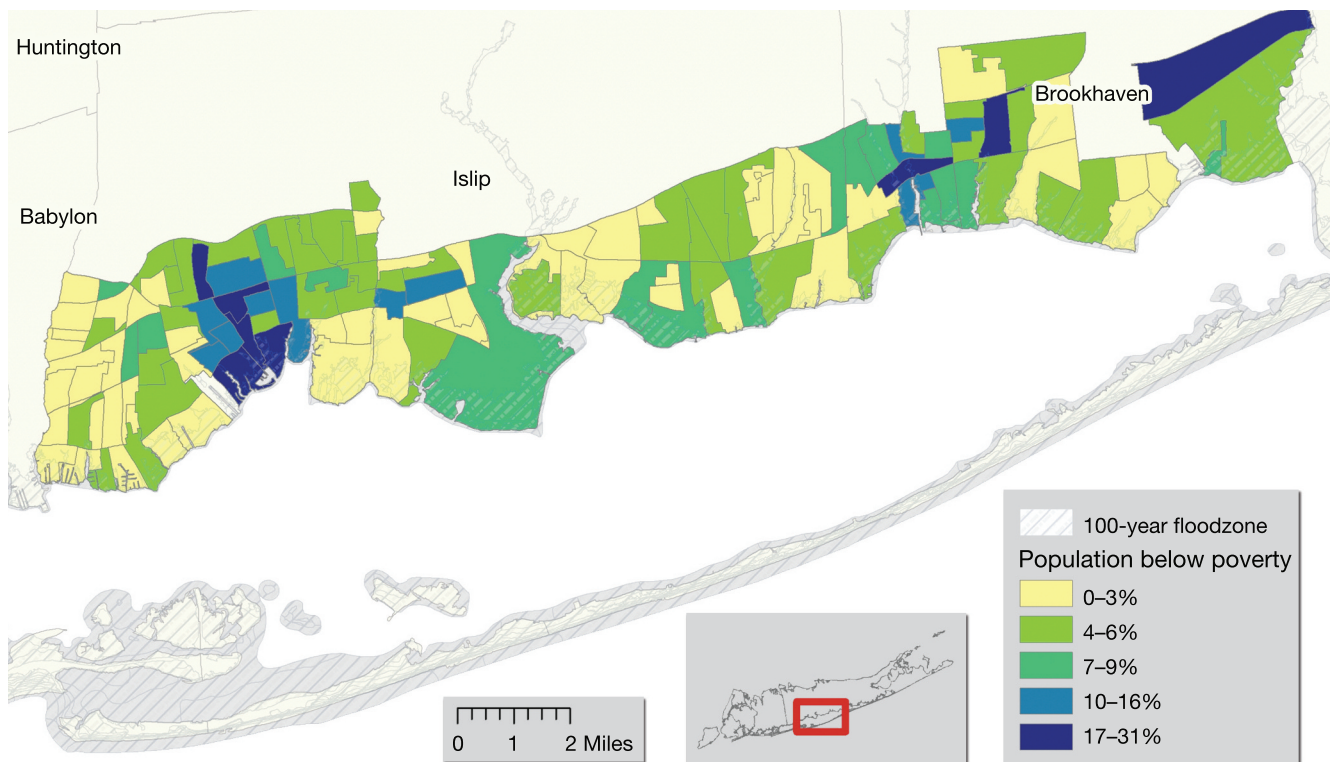 Huntington
Brookhaven
Islip
Babylon
100-year floodzone
Population below poverty
0–3%
4–6%
7–9%
10–16%
17–31%
0 1 2 Miles